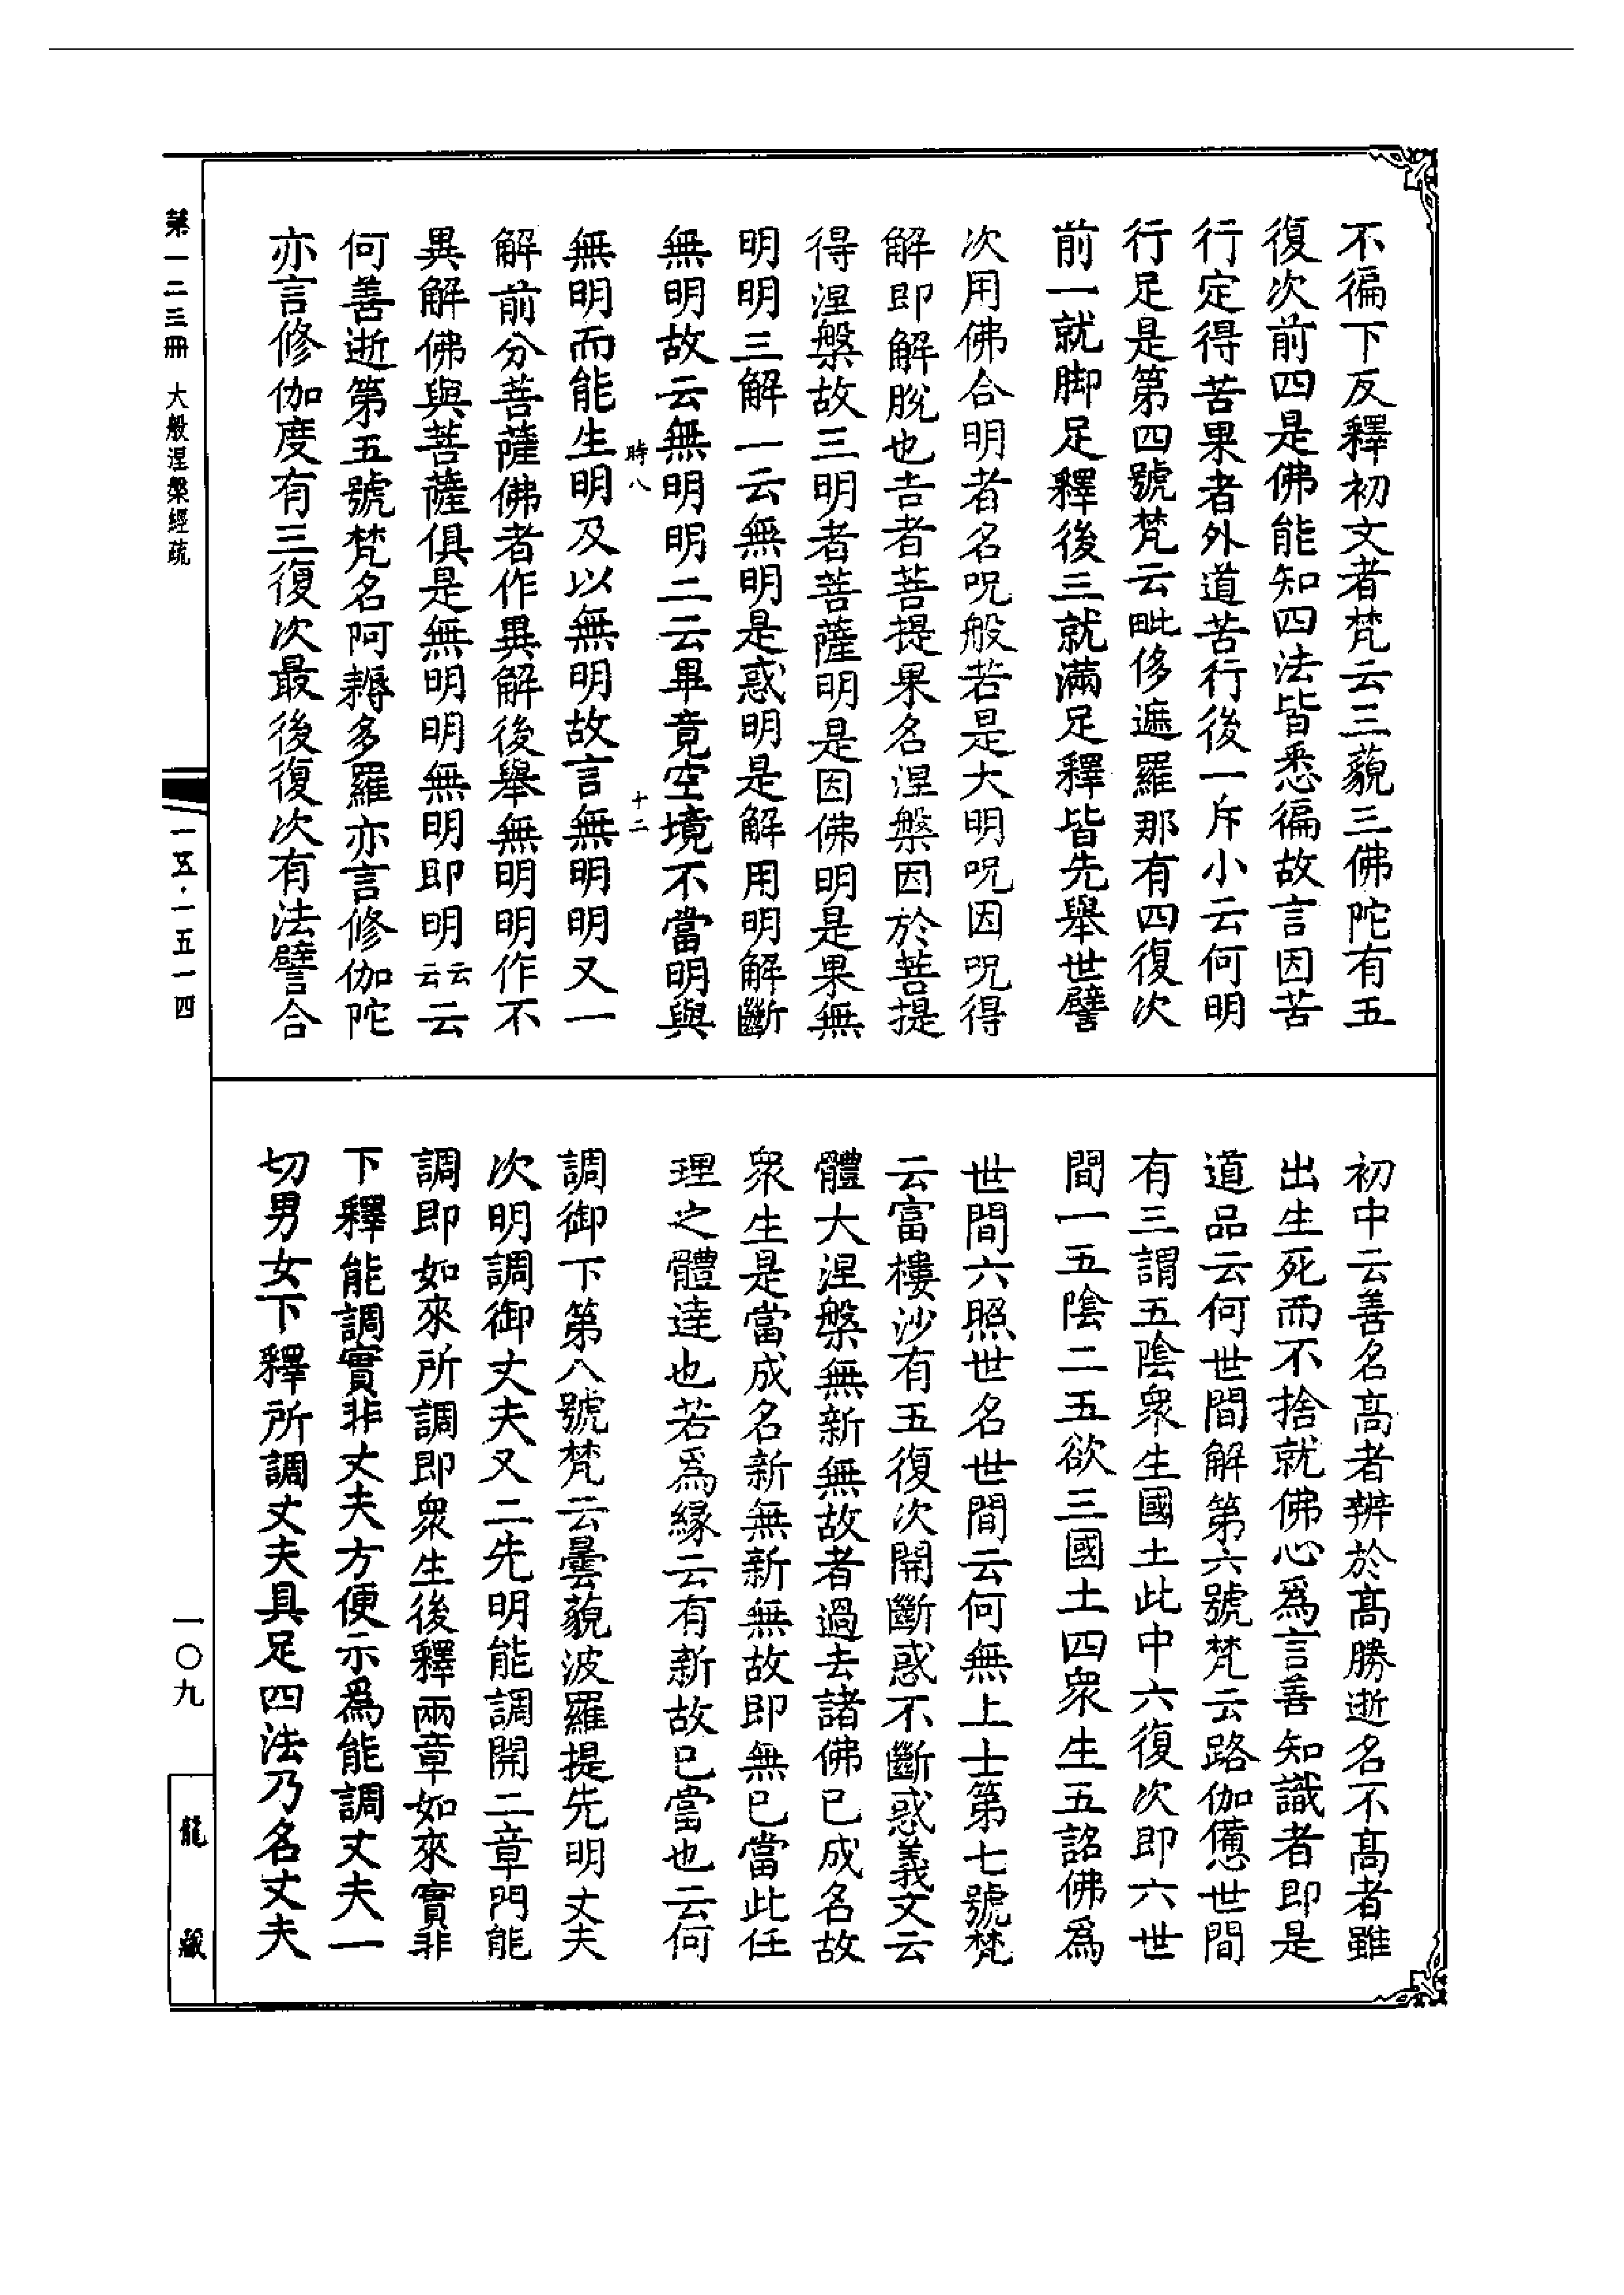 不徧下反釋初文者梵云三藐三佛陀有五
復次前四是佛能知四法皆悉徧故言因苦
行定得苦果者外道苦行後一斥小云何明
行足是第四號梵云毗侈遮羅那有四復次
前一就脚足釋後三就滿足釋皆先舉世譬
次用佛合明者名呪般若是大明呪因呪得
解即解脫也吉者菩提果名涅槃因於菩提
得涅槃故三明者菩薩明是因佛明是果無
明明三解一云無明是惑明是解用明解斷
無明故云無明明二云畢竟空境不當明與
時八
十二
無明而能生明及以無明故言無明明又一
解前分菩薩佛者作異解後舉無明明作不
異解佛與菩薩俱是無明明無明即明云云云
何善逝第五號梵名阿耨多羅亦言修伽陀
亦言修伽度有三復次最後復次有法譬合
初中云善名高者辨於高勝逝名不高者雖
出生死而不捨就佛心爲言善知識者即是
道品云何世間解第六號梵云路伽憊世間
有三謂五陰衆生國土此中六復次即六世
間一五陰二五欲三國土四衆生五詺佛爲
世間六照世名世間云何無上士第七號梵
云富樓沙有五復次開斷惑不斷惑義文云
體大涅槃無新無故者過去諸佛已成名故
衆生是當成名新無新無故即無已當此任
理之體達也若爲緣云有新故已當也云何
調御下第八號梵云曇藐波羅提先明丈夫
次明調御丈夫又二先明能調開二章門能
調即如來所調即衆生後釋兩章如來實非
下釋能調實非丈夫方便示爲能調丈夫一
切男女下釋所調丈夫具足四法乃名丈夫
第一二三冊 大般涅槃經疏
一五·一五一四
一〇九
龍藏